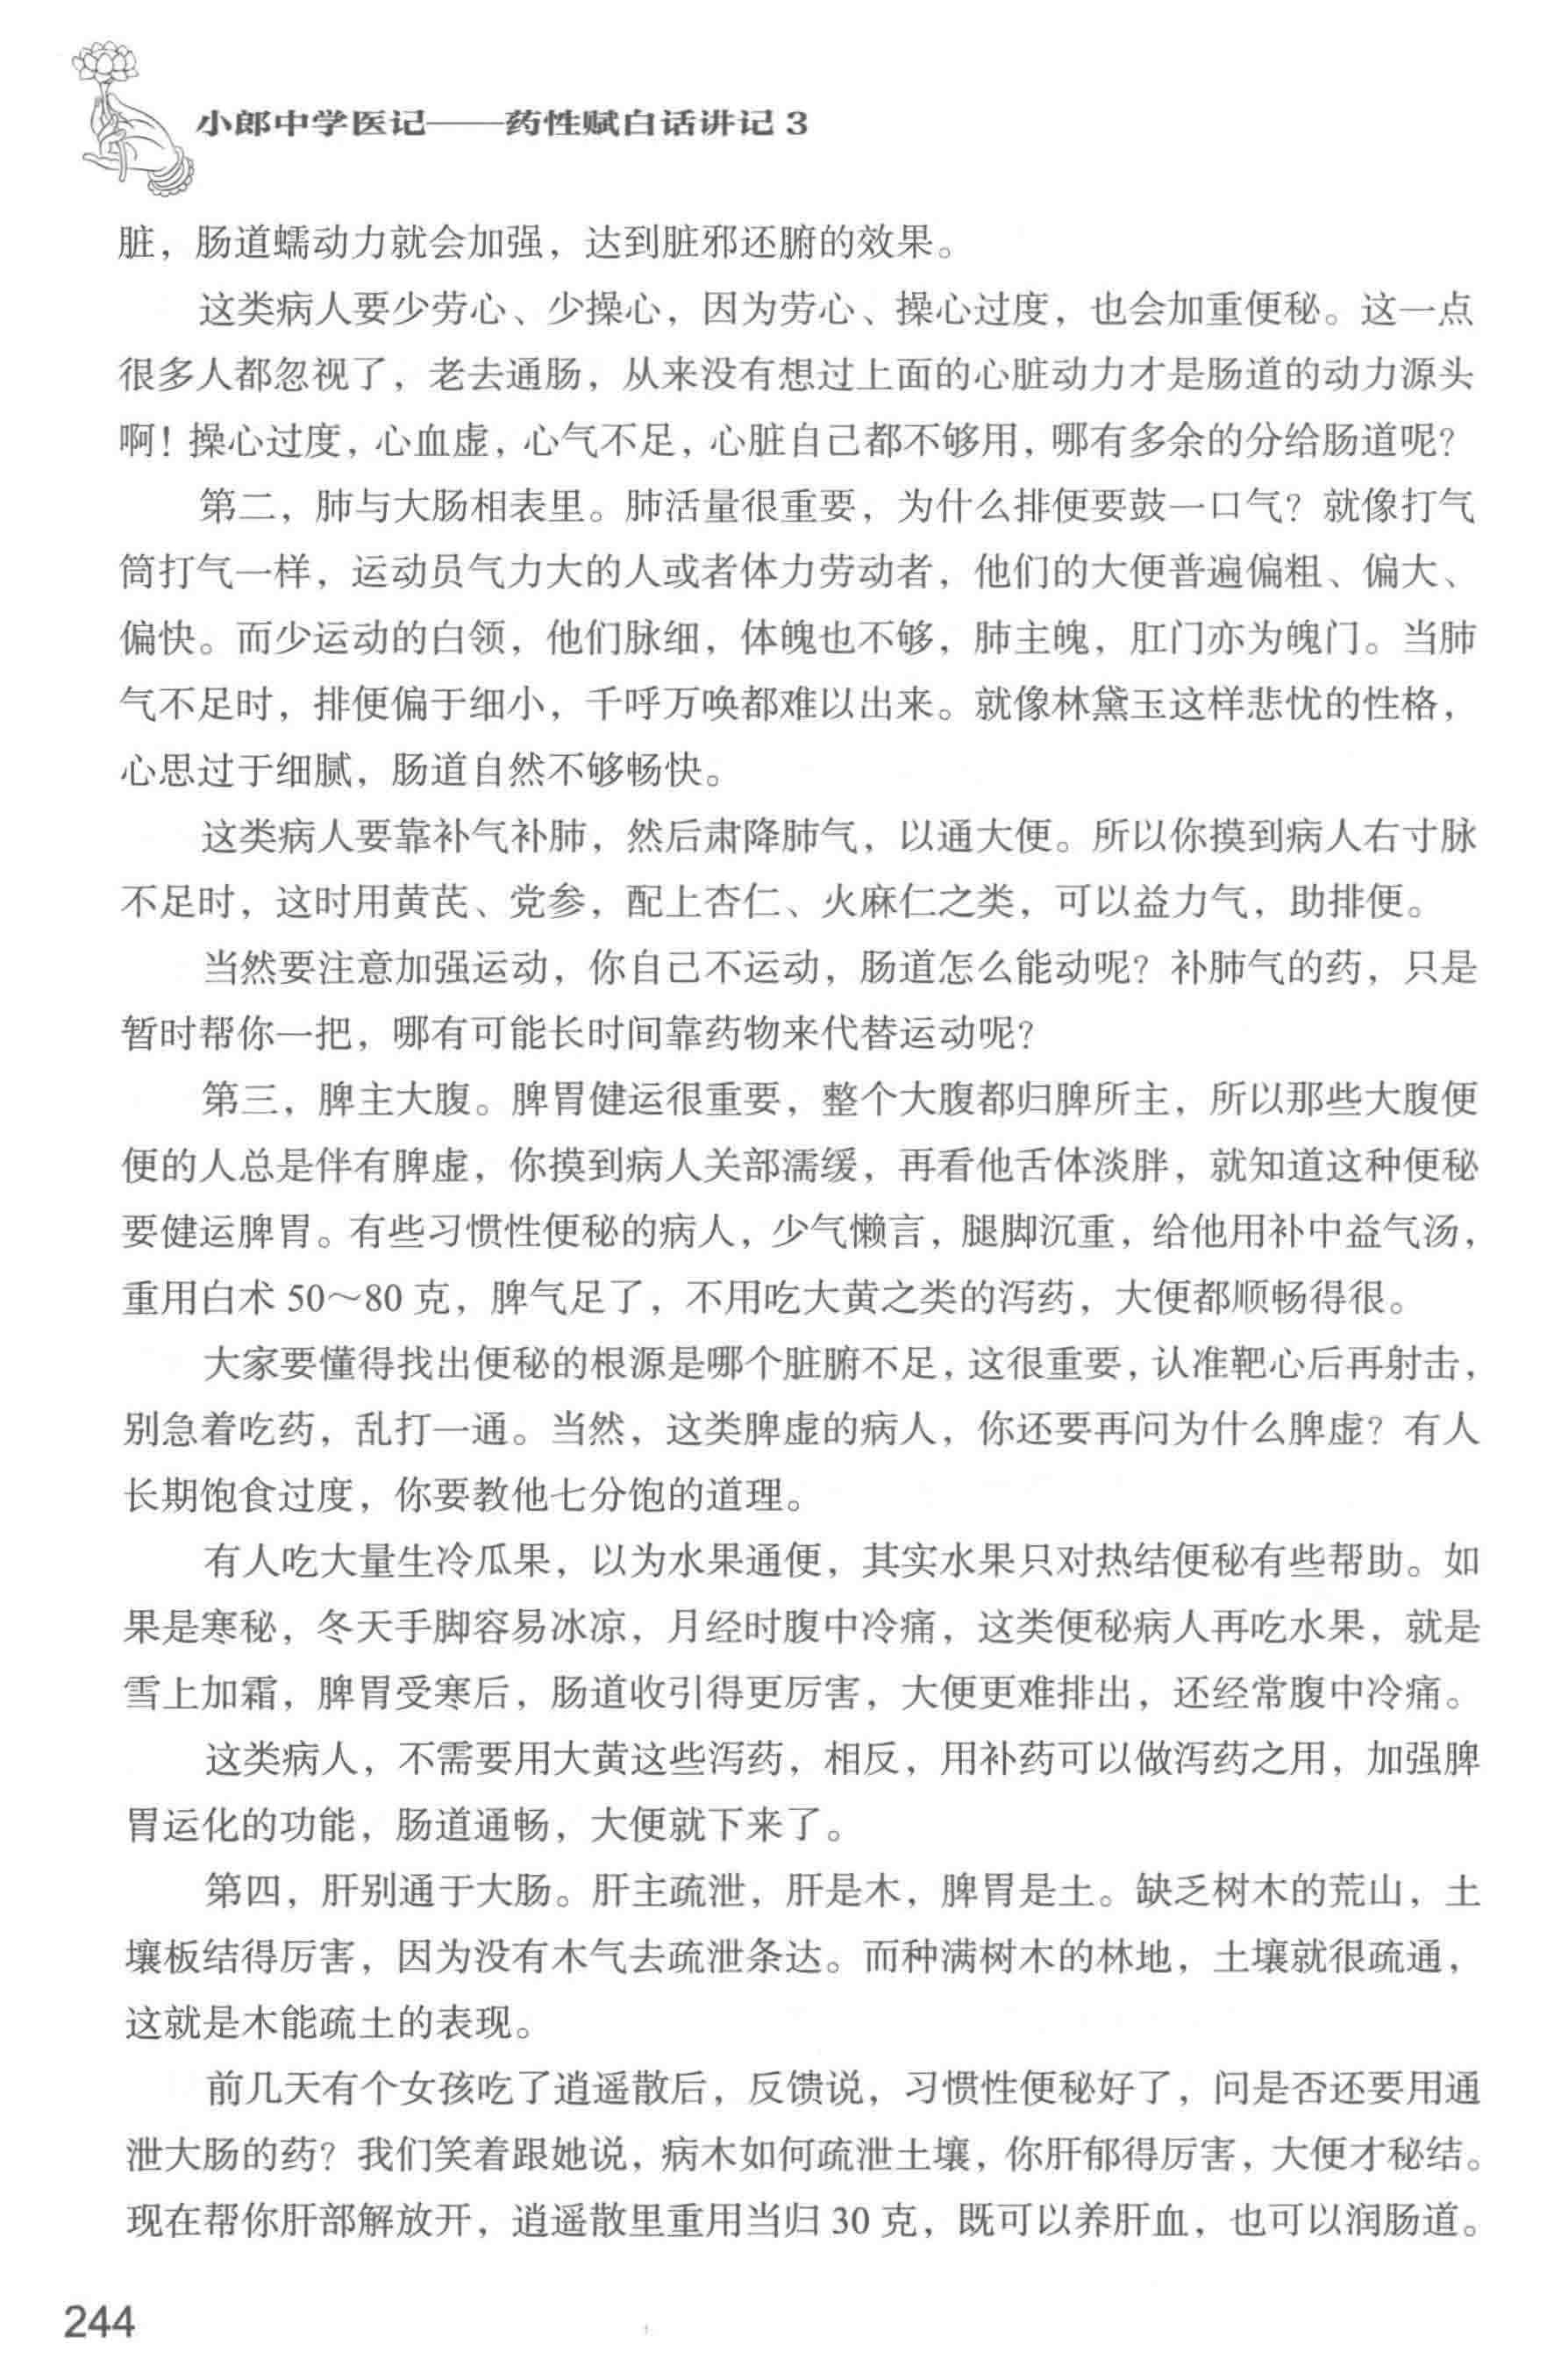 小郎中学医记——药性赋白话讲记3
脏，肠道蠕动力就会加强，达到脏邪还腑的效果。
这类病人要少劳心、少操心，因为劳心、操心过度，也会加重便秘。这一点
很多人都忽视了，老去通肠，从来没有想过上面的心脏动力才是肠道的动力源头
啊！操心过度，心血虚，心气不足，心脏自己都不够用，哪有多余的分给肠道呢？
第二，肺与大肠相表里。肺活量很重要，为什么排便要鼓一口气？就像打气
筒打气一样，运动员气力大的人或者体力劳动者，他们的大便普遍偏粗、偏大、
偏快。而少运动的白领，他们脉细，体魄也不够，肺主魄，肛门亦为魄门。当肺
气不足时，排便偏于细小，千呼万唤都难以出来。就像林黛玉这样悲忧的性格，
心思过于细腻，肠道自然不够畅快。
这类病人要靠补气补肺，然后肃降肺气，以通大便。所以你摸到病人右寸脉
不足时，这时用黄芪、党参，配上杏仁、火麻仁之类，可以益力气，助排便。
当然要注意加强运动，你自己不运动，肠道怎么能动呢？补肺气的药，只是
暂时帮你一把，哪有可能长时间靠药物来代替运动呢？
第三，脾主大腹。脾胃健运很重要，整个大腹都归脾所主，所以那些大腹便
便的人总是伴有脾虚，你摸到病人关部濡缓，再看他舌体淡胖，就知道这种便秘
要健运脾胃。有些习惯性便秘的病人，少气懒言，腿脚沉重，给他用补中益气汤，
重用白术50～80克，脾气足了，不用吃大黄之类的泻药，大便都顺畅得很。
大家要懂得找出便秘的根源是哪个脏腑不足，这很重要，认准靶心后再射击，
别急着吃药，乱打一通。当然，这类脾虚的病人，你还要再问为什么脾虚？有人
长期饱食过度，你要教他七分饱的道理。
有人吃大量生冷瓜果，以为水果通便，其实水果只对热结便秘有些帮助。如
果是寒秘，冬天手脚容易冰凉，月经时腹中冷痛，这类便秘病人再吃水果，就是
雪上加霜，脾胃受寒后，肠道收引得更厉害，大便更难排出，还经常腹中冷痛。
这类病人，不需要用大黄这些泻药，相反，用补药可以做泻药之用，加强脾
胃运化的功能，肠道通畅，大便就下来了。
第四，肝别通于大肠。肝主疏泄，肝是木，脾胃是土。缺乏树木的荒山，土
壤板结得厉害，因为没有木气去疏泄条达。而种满树木的林地，土壤就很疏通，
这就是木能疏土的表现。
前几天有个女孩吃了逍遥散后，反馈说，习惯性便秘好了，问是否还要用通
泄大肠的药？我们笑着跟她说，病木如何疏泄土壤，你肝郁得厉害，大便才秘结。
现在帮你肝部解放开，逍遥散里重用当归30克，既可以养肝血，也可以润肠道。
244